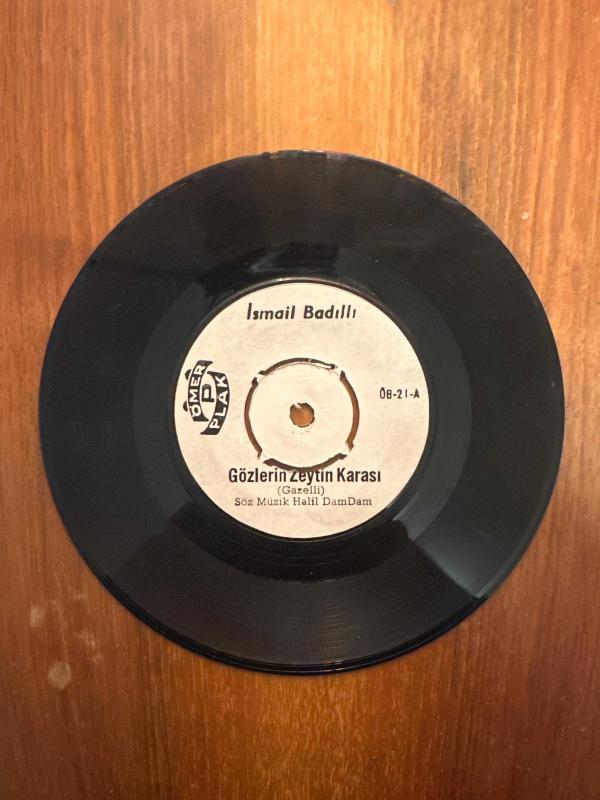 İsmail Badıllı
ÖMER
P
PLAK
ÖB-21-A
Gözlerin Zeytin Karası
(Gazelli)
Söz Müzik Halil DamDam